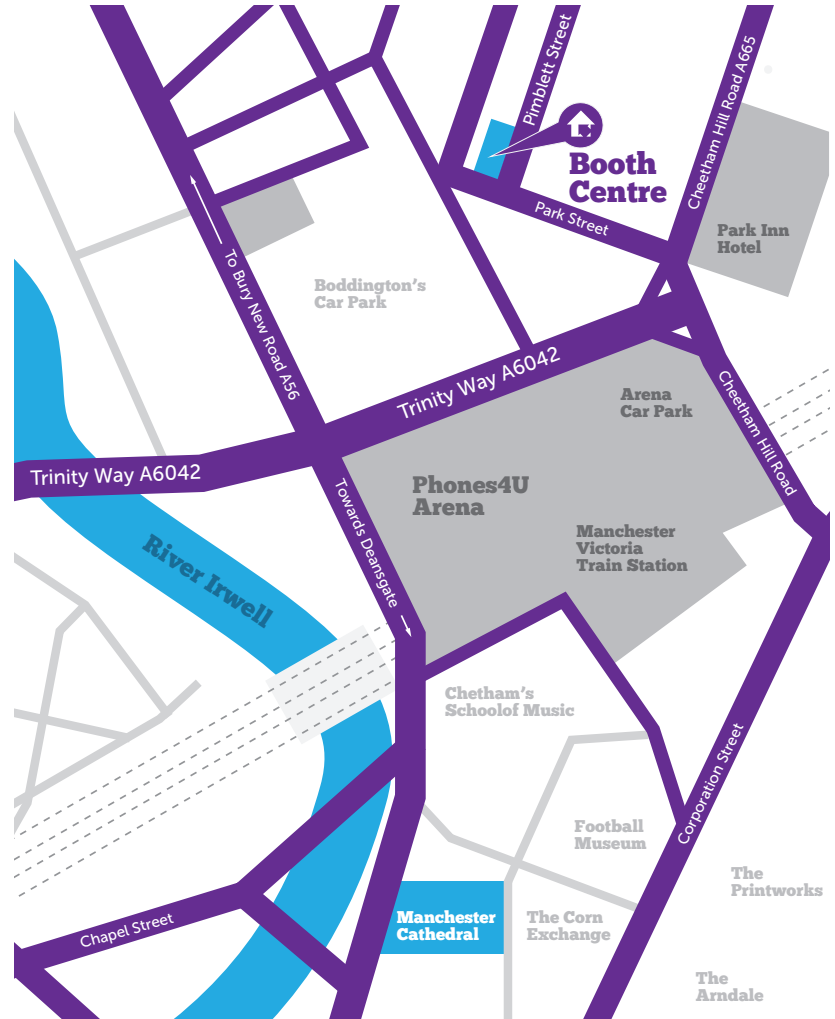 Pimblett Street
Cheetham Hill Road A665
Booth
Centre
Park Street
Park Inn
Hotel
To Bury New Road A56
Boddington's
Car Park
Trinity Way A6042
Arena
Car Park
Cheetham Hill Road
Trinity Way A6042
Phones4U
Arena
Towards Deansgate
Manchester
Victoria
Train Station
River Irwell
Chetham's
Schoolof Music
Corporation Street
Football
Museum
The
Printworks
Chapel Street
Manchester
Cathedral
The Corn
Exchange
The
Arndale